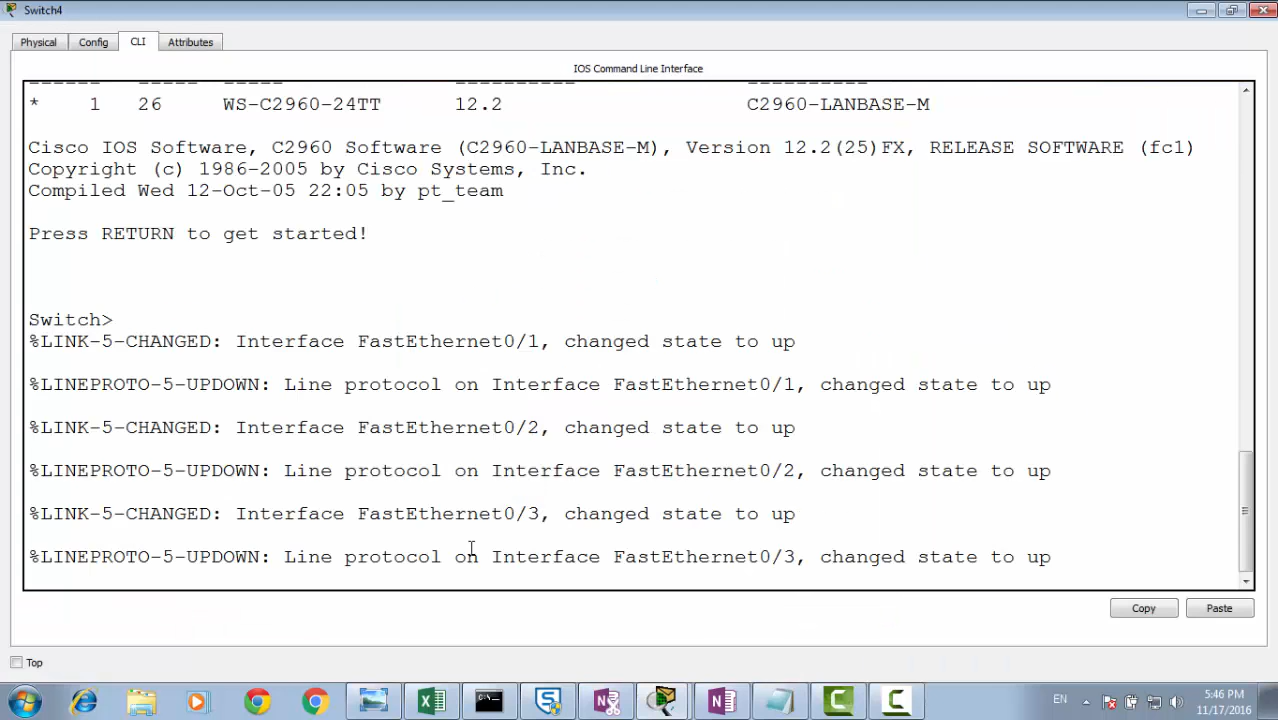 Switch4
Physical Config CLI Attributes
IOS Command Line Interface
------ ----- ----- ---------- ----------
* 1 26 WS-C2960-24TT 12.2 C2960-LANBASE-M
Cisco IOS Software, C2960 Software (C2960-LANBASE-M), Version 12.2(25)FX, RELEASE SOFTWARE (fc1)
Copyright (c) 1986-2005 by Cisco Systems, Inc.
Compiled Wed 12-Oct-05 22:05 by pt_team
Press RETURN to get started!
Switch>
%LINK-5-CHANGED: Interface FastEthernet0/1, changed state to up
%LINEPROTO-5-UPDOWN: Line protocol on Interface FastEthernet0/1, changed state to up
%LINK-5-CHANGED: Interface FastEthernet0/2, changed state to up
%LINEPROTO-5-UPDOWN: Line protocol on Interface FastEthernet0/2, changed state to up
%LINK-5-CHANGED: Interface FastEthernet0/3, changed state to up
%LINEPROTO-5-UPDOWN: Line protocol on Interface FastEthernet0/3, changed state to up
Copy Paste
Top
EN 5:46 PM
11/17/2016